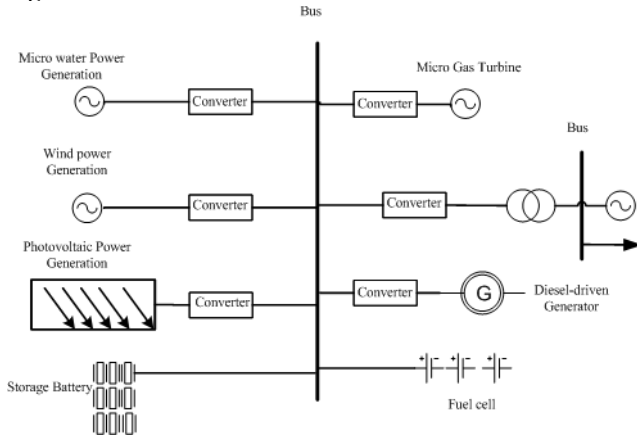 Bus
Micro water Power
Generation
Converter
Micro Gas Turbine
Converter
Bus
Wind power
Generation
Converter
Converter
Photovoltaic Power
Generation
Converter
Converter
G
Diesel-driven
Generator
Storage Battery
+ - + - + -
Fuel cell